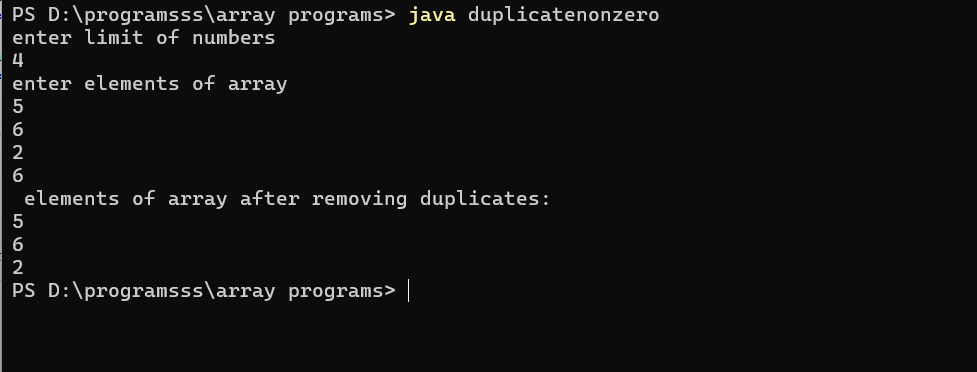 PS D:\programsss\array programs> java duplicatenonzero
enter limit of numbers
4
enter elements of array
5
6
2
6
 elements of array after removing duplicates:
5
6
2
PS D:\programsss\array programs>